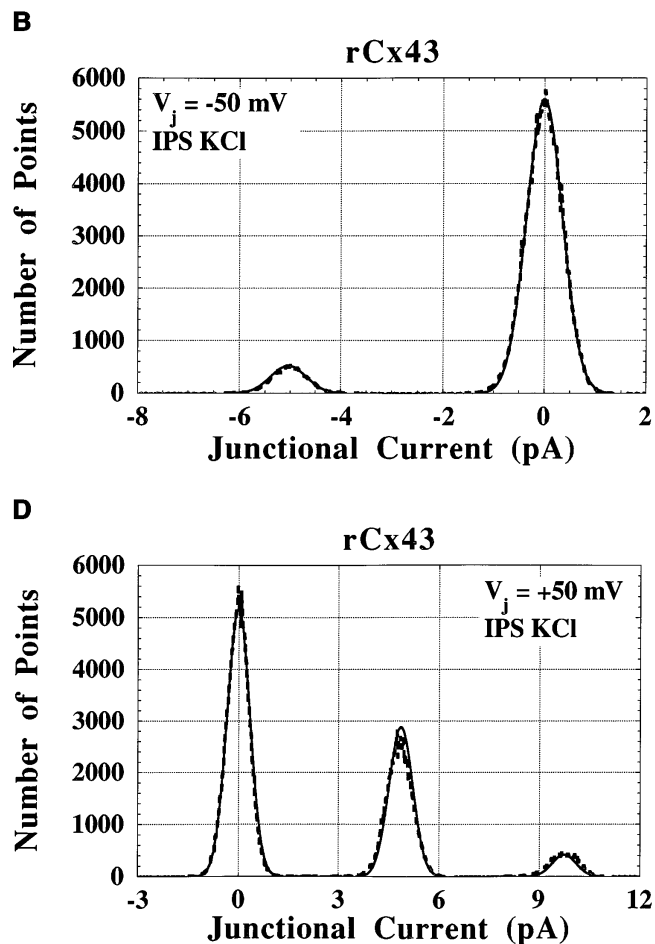 B
rCx43
6000
5000
4000
3000
2000
1000
0
Number of Points
V_j = -50 mV
IPS KCl
-8 -6 -4 -2 0 2
Junctional Current (pA)
D
rCx43
6000
5000
4000
3000
2000
1000
0
Number of Points
V_j = +50 mV
IPS KCl
-3 0 3 6 9 12
Junctional Current (pA)